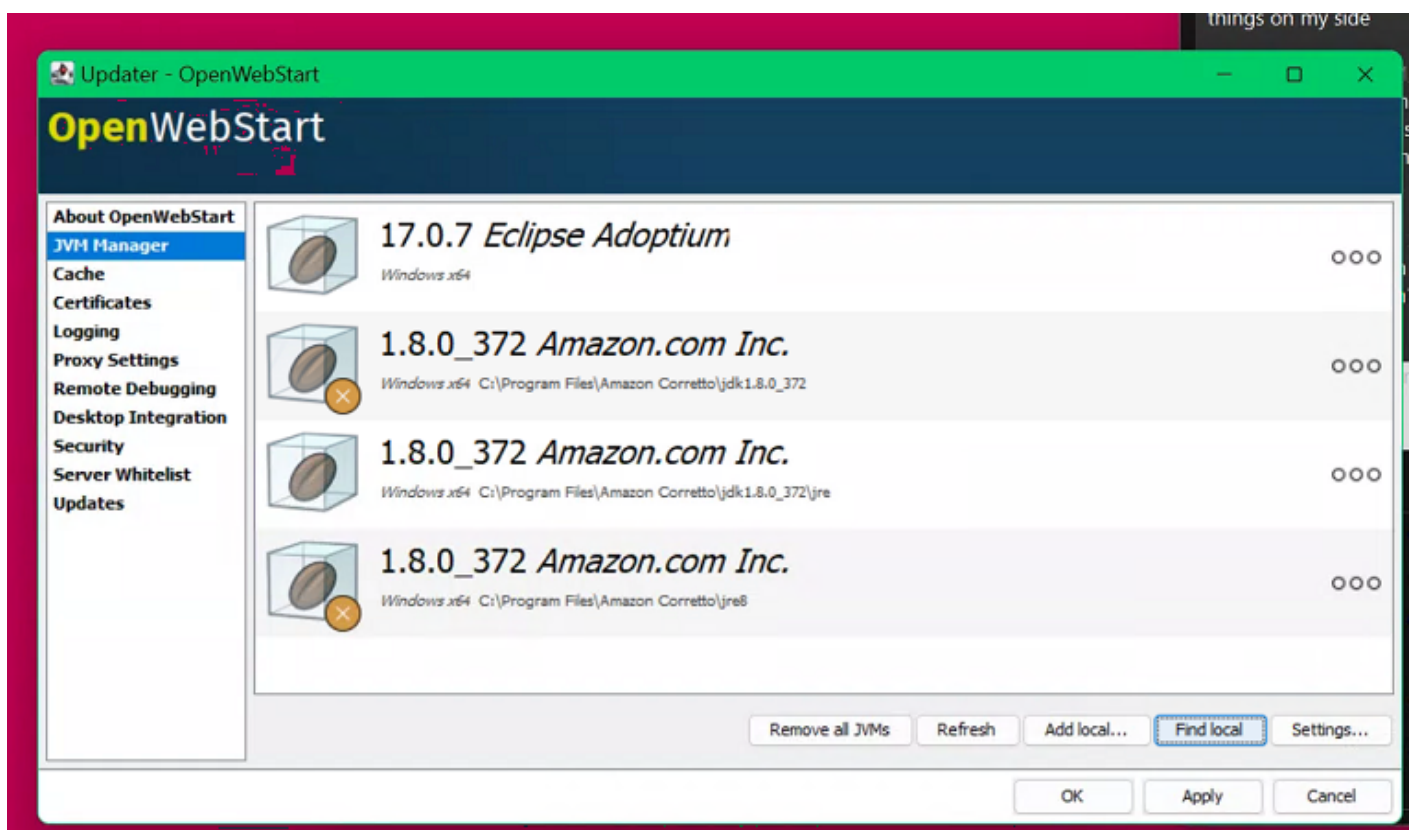 things on my side
Updater - OpenWebStart
OpenWebStart
About OpenWebStart
JVM Manager
Cache
Certificates
Logging
Proxy Settings
Remote Debugging
Desktop Integration
Security
Server Whitelist
Updates
17.0.7 Eclipse Adoptium
Windows x64
1.8.0_372 Amazon.com Inc.
Windows x64 C:\Program Files\Amazon Corretto\jdk1.8.0_372
1.8.0_372 Amazon.com Inc.
Windows x64 C:\Program Files\Amazon Corretto\jdk1.8.0_372\jre
1.8.0_372 Amazon.com Inc.
Windows x64 C:\Program Files\Amazon Corretto\jre8
Remove all JVMs Refresh Add local... Find local Settings...
OK Apply Cancel